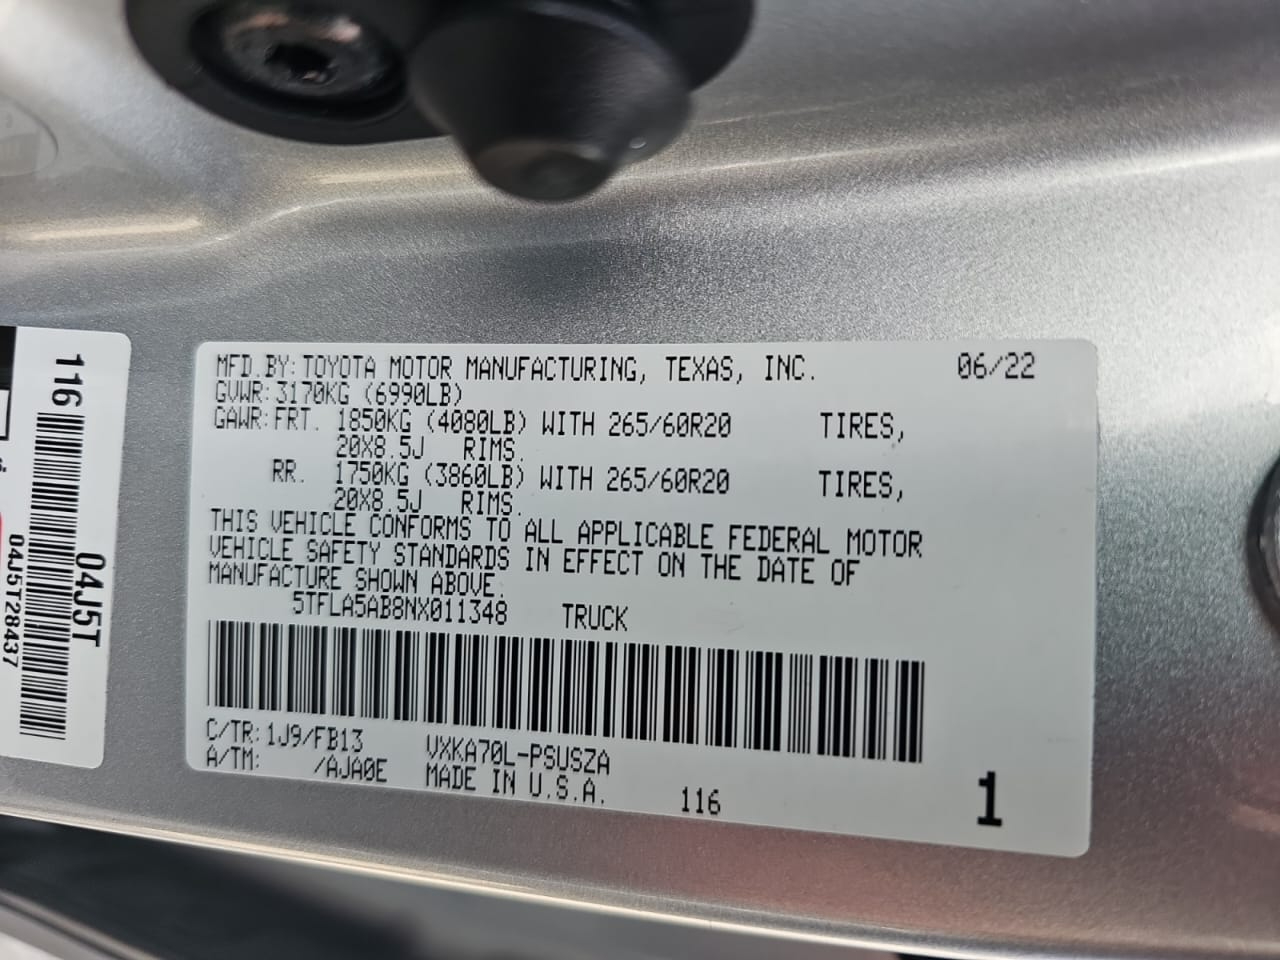 MFD.BY: TOYOTA MOTOR MANUFACTURING, TEXAS, INC. 06/22
GVWR: 3170KG (6990LB)
GAWR: FRT. 1850KG (4080LB) WITH 265/60R20 TIRES,
20X8.5J RIMS.
RR. 1750KG (3860LB) WITH 265/60R20 TIRES,
20X8.5J RIMS.
THIS VEHICLE CONFORMS TO ALL APPLICABLE FEDERAL MOTOR
VEHICLE SAFETY STANDARDS IN EFFECT ON THE DATE OF
MANUFACTURE SHOWN ABOVE.
5TFLA5AB8NX011348 TRUCK
C/TR: 1J9/FB13 VXKA70L-PSUSZA
A/TM: /AJA0E MADE IN U.S.A. 116 1
116
04J5T
04J5T28437